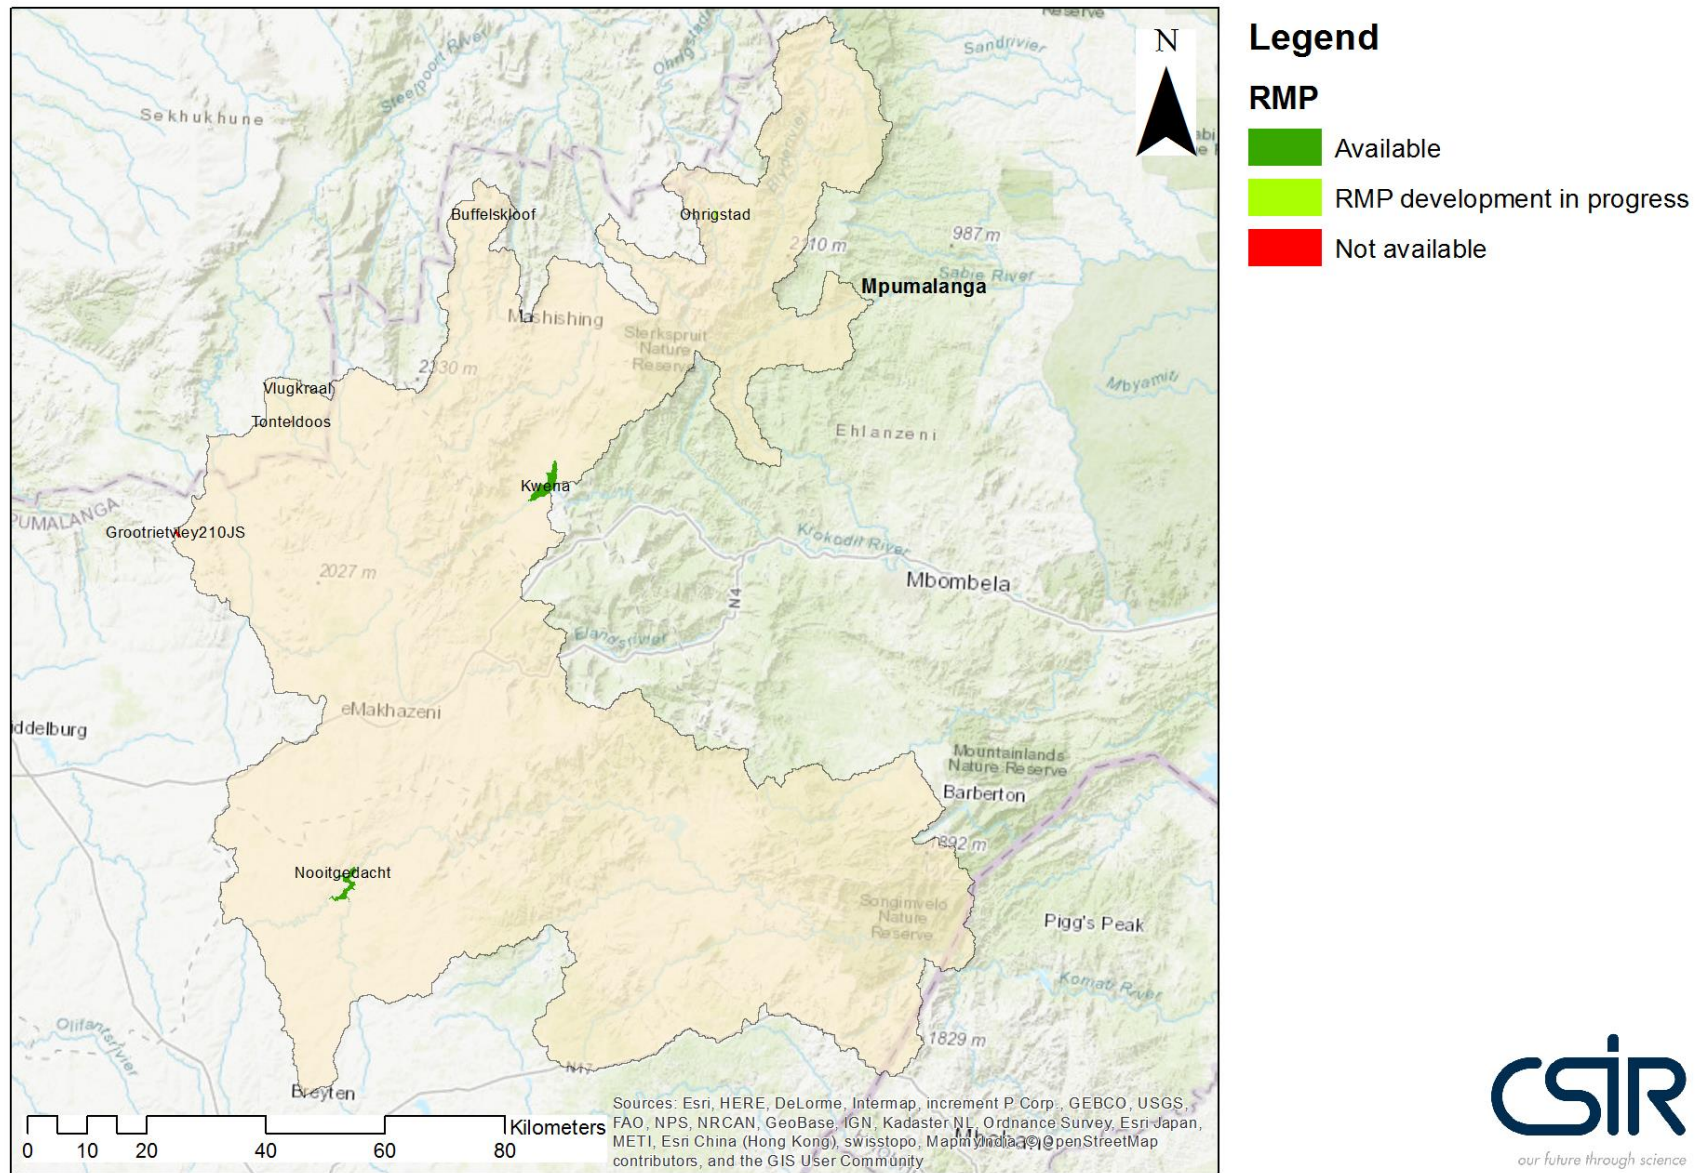 Reserve
N
Legend
RMP
Available
RMP development in progress
Not available
Sandrivier
Steelpoort River
Sekhukhune
Buffelskloof
Ohrigstad
2110 m
987 m
Sabie River
Mpumalanga
Mashishing
Sterkspruit
Nature
Reserve
2330 m
Vlugkraal
Tonteldoos
Mbyamiti
Ehlanzeni
Kwena
PUMALANGA
Grootrietvley210JS
Krokodil River
2027 m
Mbombela
N4
Elandsrivier
eMakhazeni
iddelburg
Mountainlands
Nature Reserve
Barberton
892 m
Nooitgedacht
Songimvelo
Nature
Reserve
Pigg's Peak
Komati River
Olifantsrivier
1829 m
N17
Breyten
0 10 20 40 60 80 Kilometers
Sources: Esri, HERE, DeLorme, Intermap, increment P Corp., GEBCO, USGS,
FAO, NPS, NRCAN, GeoBase, IGN, Kadaster NL, Ordnance Survey, Esri Japan,
METI, Esri China (Hong Kong), swisstopo, MapmyIndia, © OpenStreetMap
contributors, and the GIS User Community
CSIR
our future through science